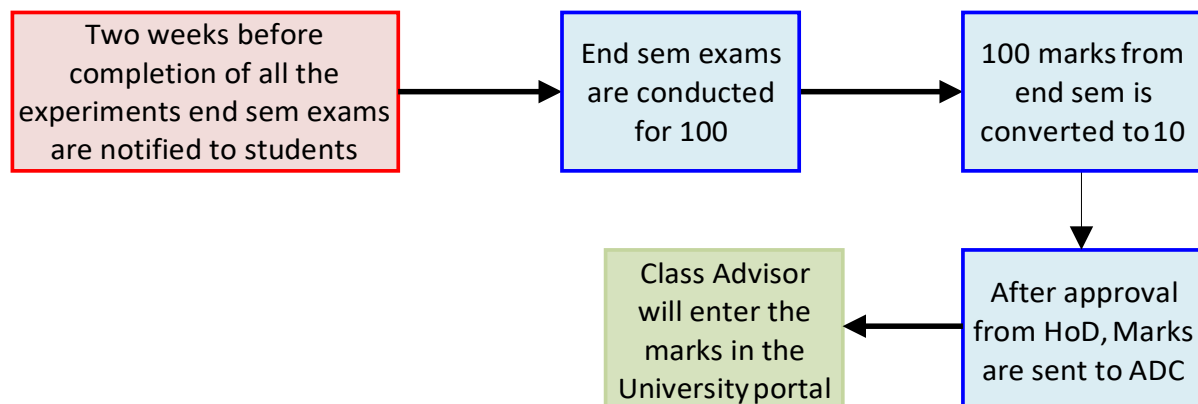 Two weeks before
completion of all the
experiments end sem exams
are notified to students
End sem exams
are conducted
for 100
100 marks from
end sem is
converted to 10
After approval
from HoD, Marks
are sent to ADC
Class Advisor
will enter the
marks in the
University portal